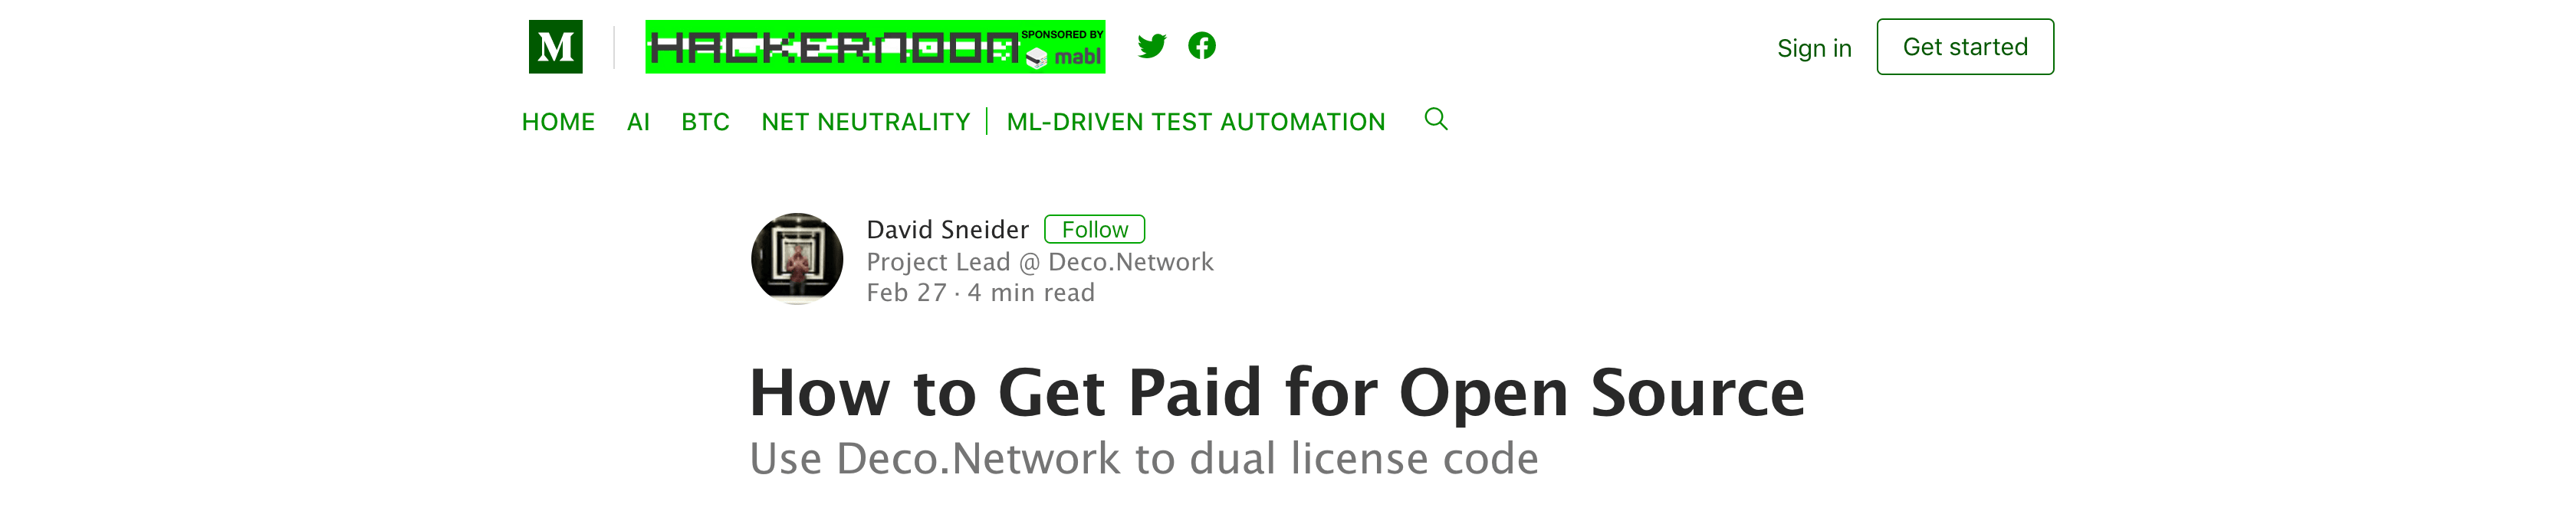 M
HACKERNOON
SPONSORED BY
mabl
Sign in
Get started
HOME AI BTC NET NEUTRALITY ML-DRIVEN TEST AUTOMATION
David Sneider Follow
Project Lead @ Deco.Network
Feb 27 · 4 min read
How to Get Paid for Open Source
Use Deco.Network to dual license code